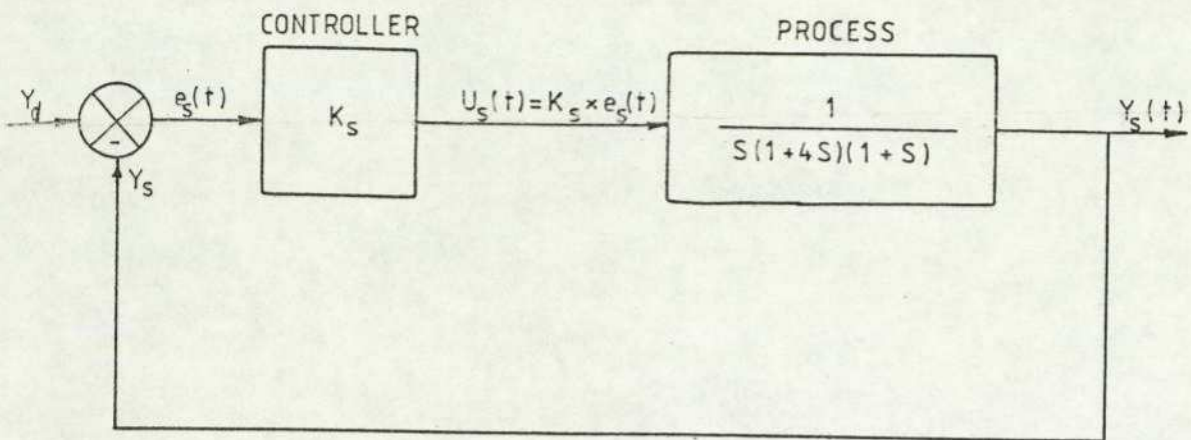 CONTROLLER
PROCESS
Y_d
e_s(t)
K_s
U_s(t)=K_s × e_s(t)
1
S(1+4S)(1+S)
Y_s(t)
-
Y_s